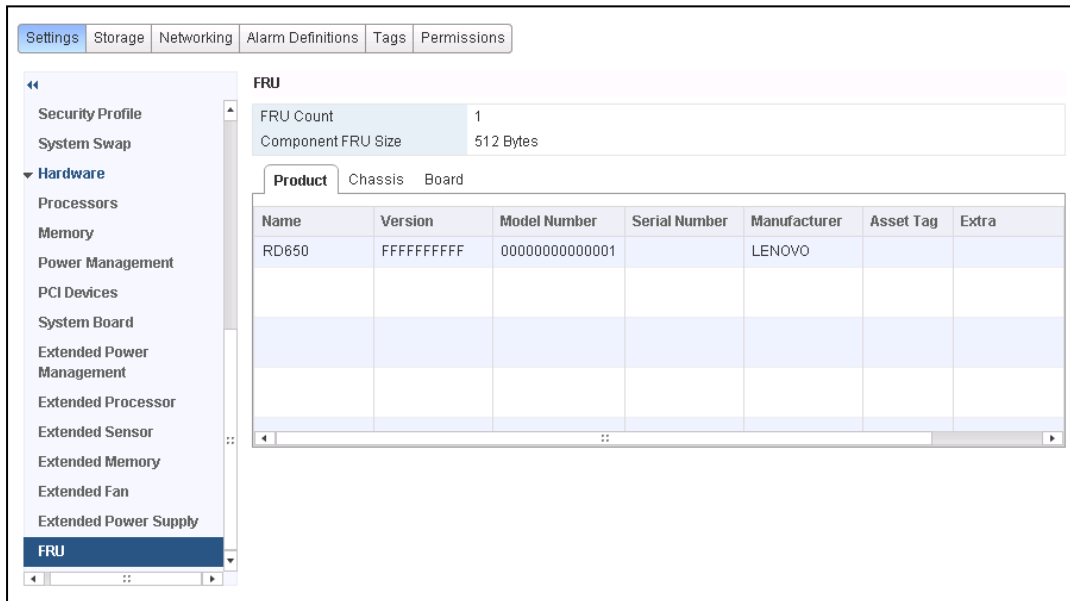 Settings Storage Networking Alarm Definitions Tags Permissions
Security Profile
System Swap
Hardware
Processors
Memory
Power Management
PCI Devices
System Board
Extended Power
Management
Extended Processor
Extended Sensor
Extended Memory
Extended Fan
Extended Power Supply
FRU
FRU
FRU Count 1
Component FRU Size 512 Bytes
Product Chassis Board
Name Version Model Number Serial Number Manufacturer Asset Tag Extra
RD650 FFFFFFFFFF 00000000000001 LENOVO